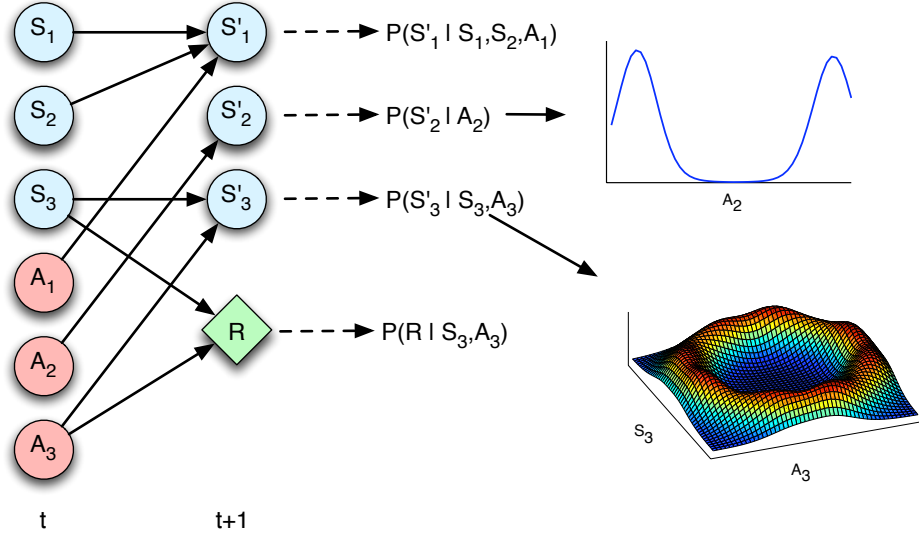 S1 S'1 P(S'1 | S1,S2,A1)
S2 S'2 P(S'2 | A2)
A2
S3 S'3 P(S'3 | S3,A3)
A1
A2 R P(R | S3,A3)
A3
S3
A3
t t+1